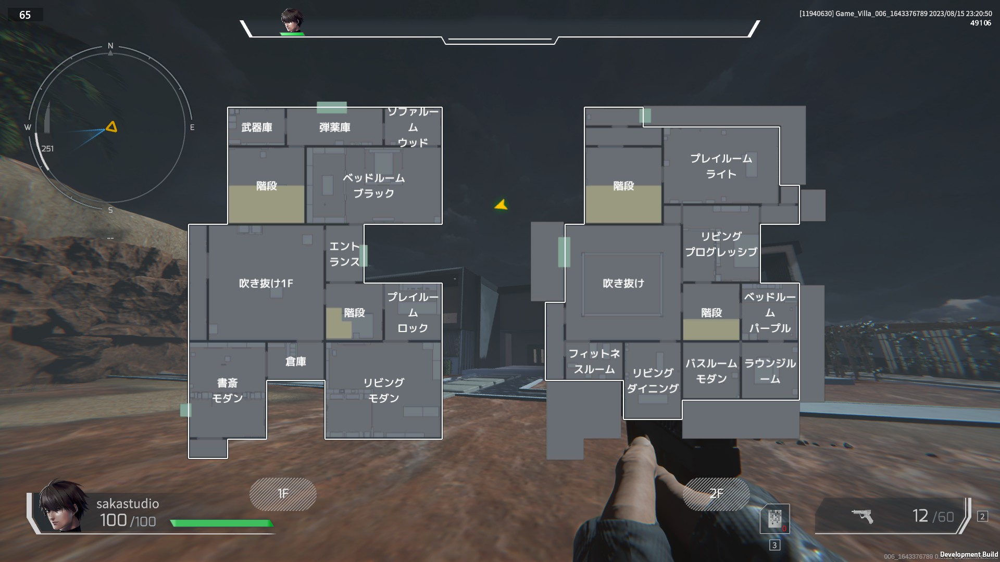 65
[11940630] Game_Villa_006_1643376789 2023/08/15 23:20:50
49106
N
W
E
S
251
--
武器庫
弾薬庫
ソファルー
ム
ウッド
階段
ベッドルーム
ブラック
エント
ランス
吹き抜け1F
階段
プレイルー
ム
ロック
倉庫
書斎
モダン
リビング
モダン
プレイルーム
ライト
階段
リビング
プログレッシブ
吹き抜け
階段
ベッドルー
ム
パープル
フィットネ
スルーム
リビング
ダイニング
バスルーム
モダン
ラウンジル
ーム
1F
2F
sakastudio
100 /100
0
3
12 /60
2
Development Build
006_1643376789